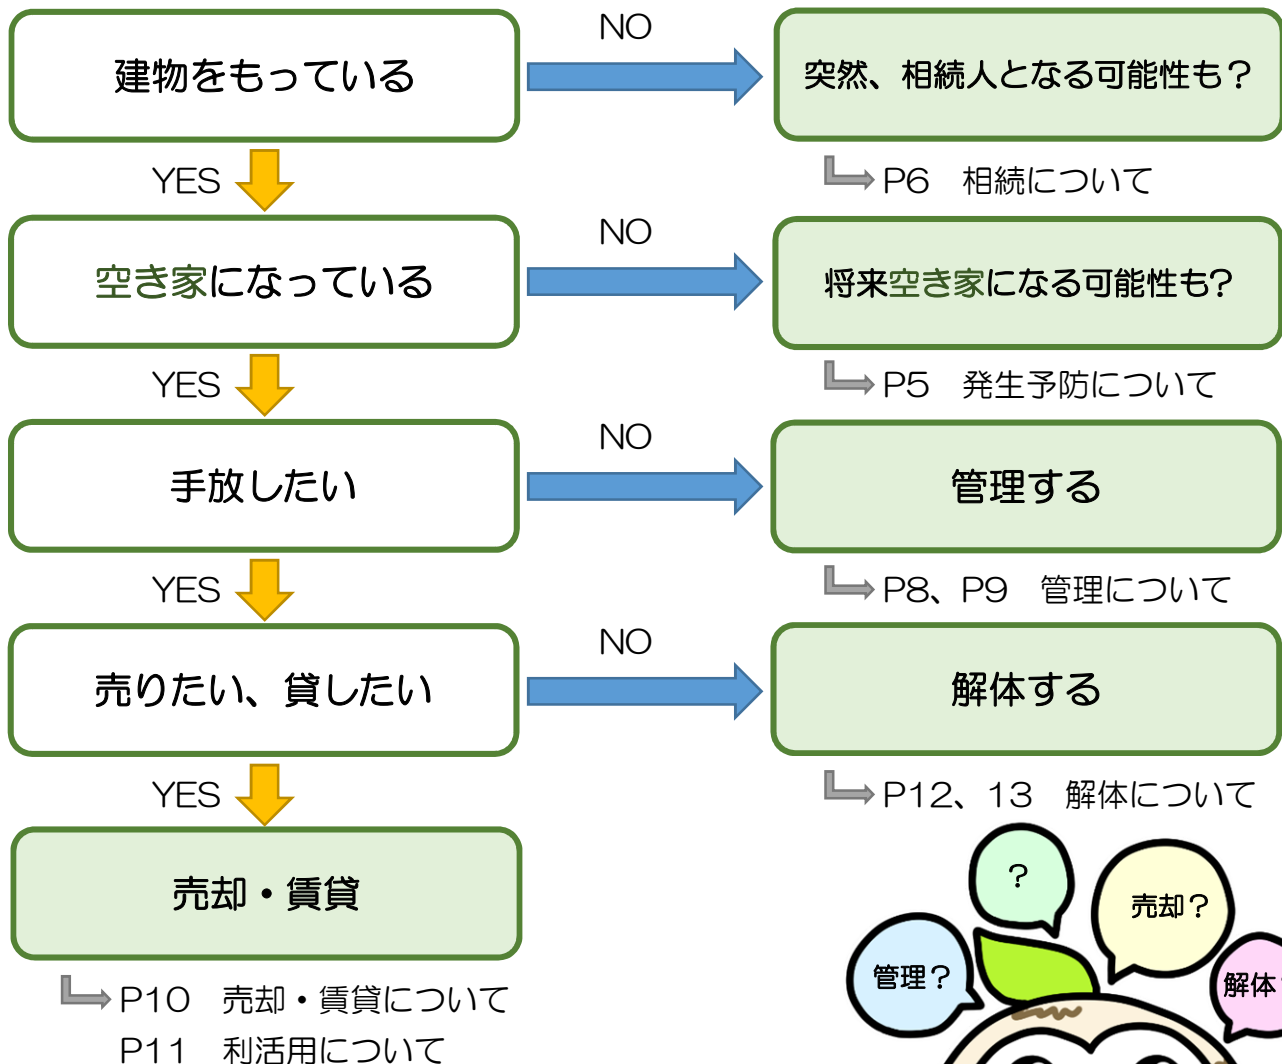 建物をもっている
NO
突然、相続人となる可能性も？
P6　相続について
YES
空き家になっている
NO
将来空き家になる可能性も?
P5　発生予防について
YES
手放したい
NO
管理する
P8、P9　管理について
YES
売りたい、貸したい
NO
解体する
P12、13　解体について
YES
売却・賃貸
P10　売却・賃貸について
P11　利活用について
？
売却？
管理？
解体